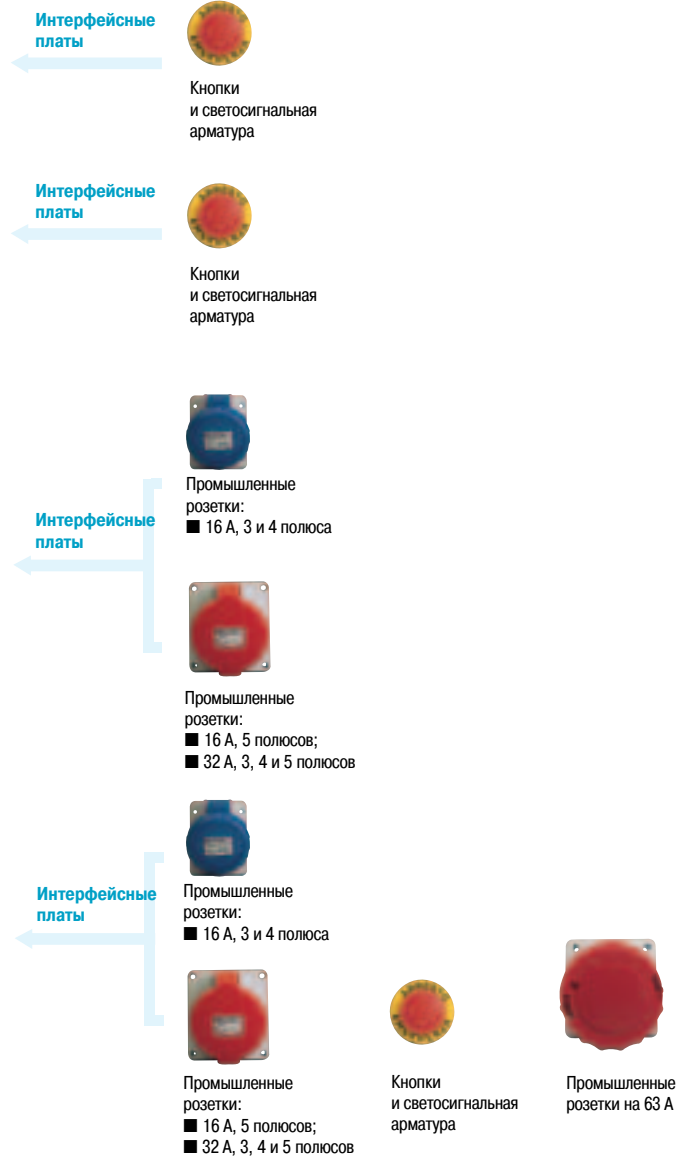 Интерфейсные
платы
Кнопки
и светосигнальная
арматура
Интерфейсные
платы
Кнопки
и светосигнальная
арматура
Промышленные
розетки:
■ 16 А, 3 и 4 полюса
Интерфейсные
платы
Промышленные
розетки:
■ 16 А, 5 полюсов;
■ 32 А, 3, 4 и 5 полюсов
Промышленные
розетки:
■ 16 А, 3 и 4 полюса
Интерфейсные
платы
Промышленные
розетки:
■ 16 А, 5 полюсов;
■ 32 А, 3, 4 и 5 полюсов
Кнопки
и светосигнальная
арматура
Промышленные
розетки на 63 А